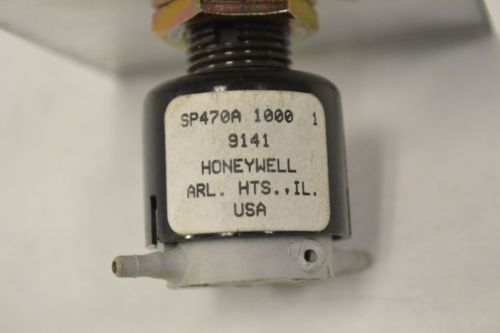 SP470A 1000 1
9141
HONEYWELL
ARL. HTS.,IL.
USA